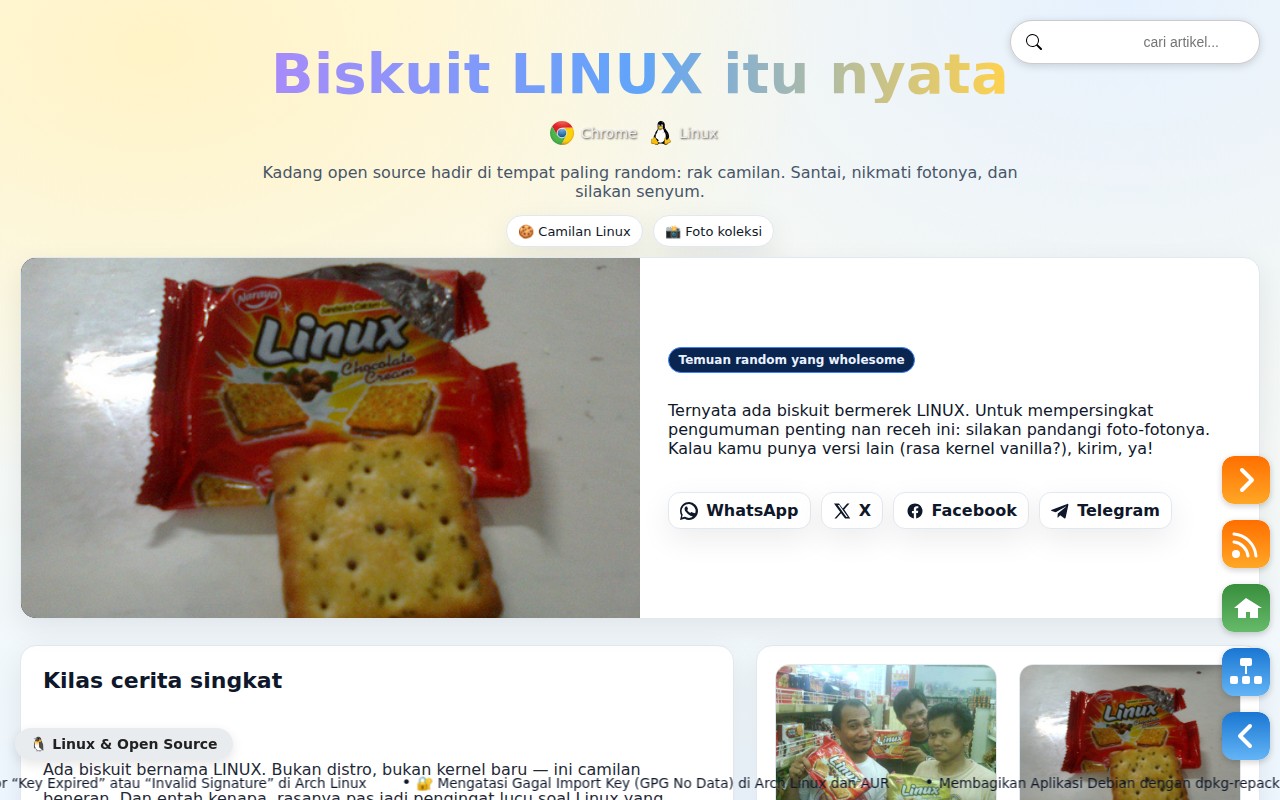 cari artikel...
Biskuit LINUX itu nyata
Chrome Linux
Kadang open source hadir di tempat paling random: rak camilan. Santai, nikmati fotonya, dan
silakan senyum.
🍪 Camilan Linux
📸 Foto koleksi
Naraya
Linux
Chocolate
Cream
Temuan random yang wholesome
Ternyata ada biskuit bermerek LINUX. Untuk mempersingkat
pengumuman penting nan receh ini: silakan pandangi foto-fotonya.
Kalau kamu punya versi lain (rasa kernel vanilla?), kirim, ya!
WhatsApp
X
Facebook
Telegram
Kilas cerita singkat
Linux
Linux
🐧 Linux & Open Source
Ada biskuit bernama LINUX. Bukan distro, bukan kernel baru — ini camilan
or “Key Expired” atau “Invalid Signature” di Arch Linux • 🔐 Mengatasi Gagal Import Key (GPG No Data) di Arch Linux dan AUR • Membagikan Aplikasi Debian dengan dpkg-repack
beneran. Dan entah kenapa, rasanya pas jadi pengingat lucu soal Linux yang